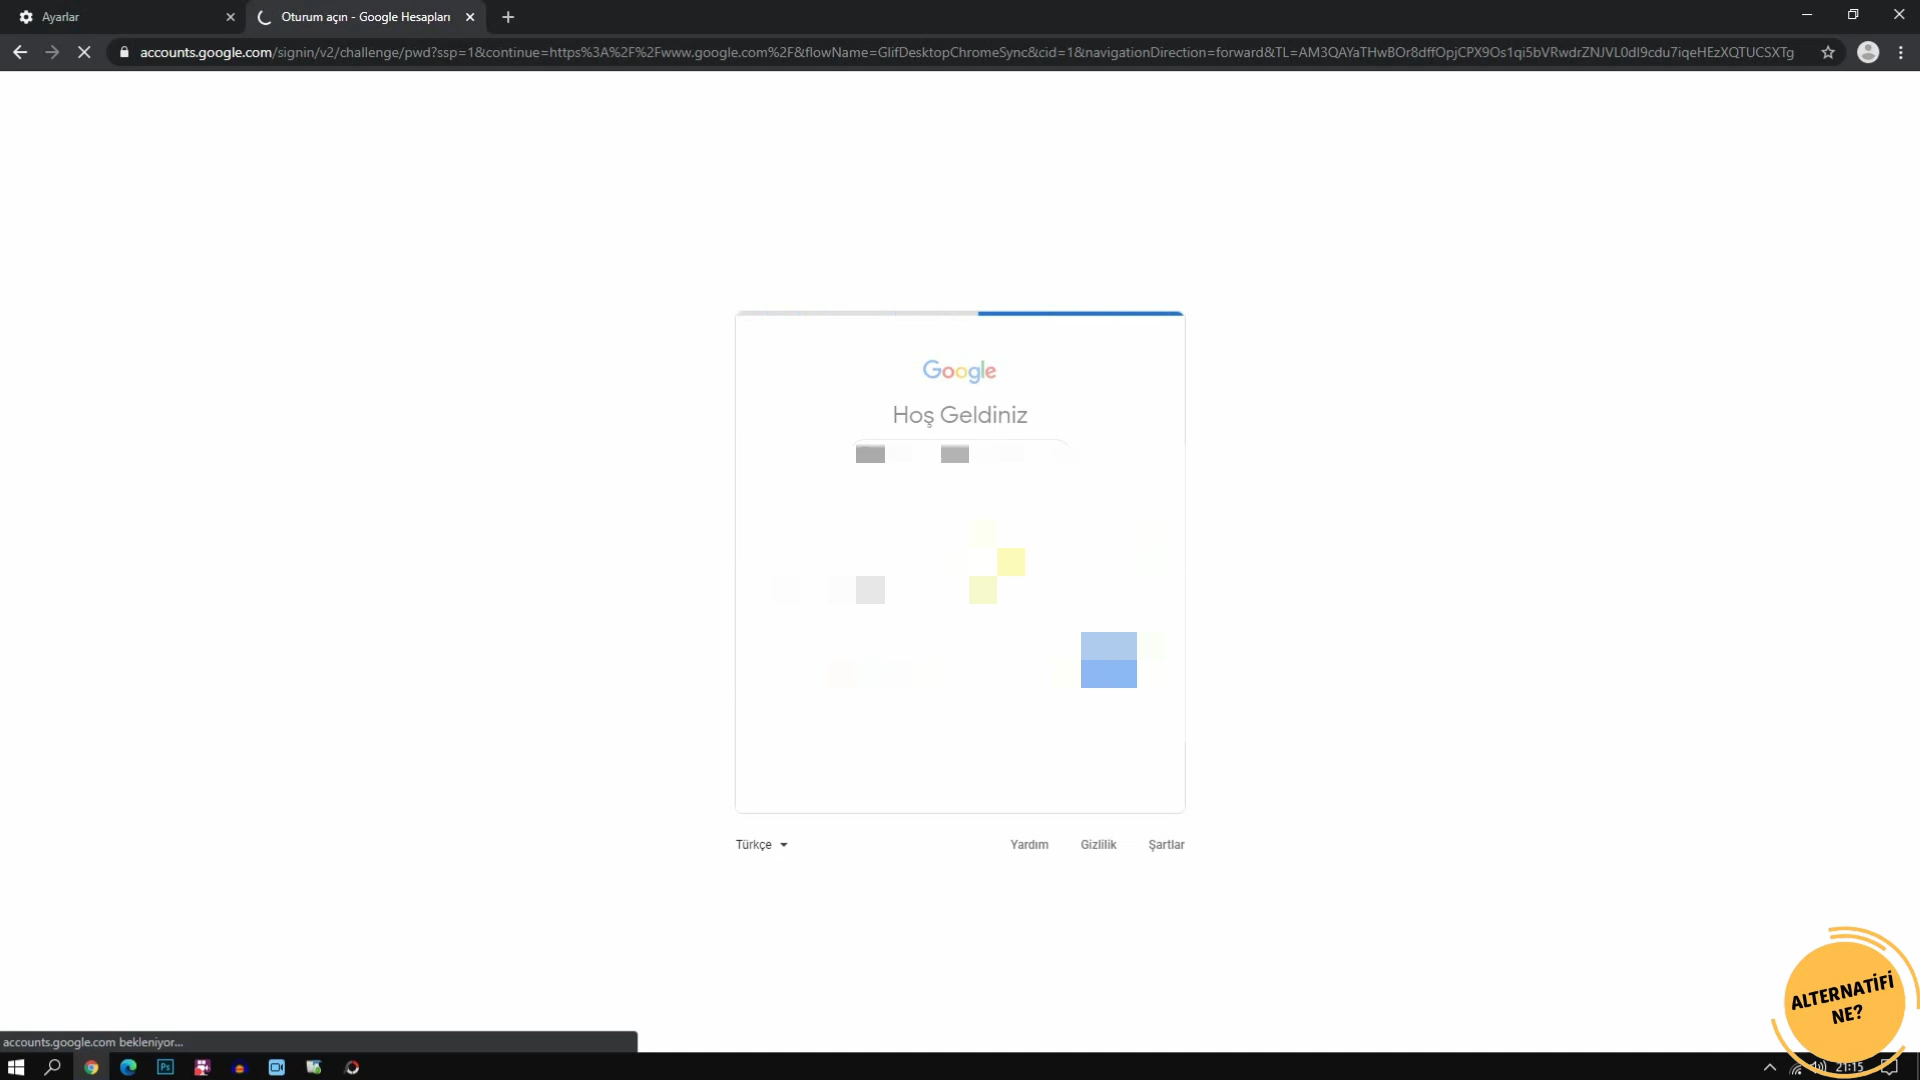 Ayarlar
Oturum açın - Google Hesapları
accounts.google.com/signin/v2/challenge/pwd?ssp=1&continue=https%3A%2F%2Fwww.google.com%2F&flowName=GlifDesktopChromeSync&cid=1&navigationDirection=forward&TL=AM3QAYaTHwBOr8dffOpjCPX9Os1qi5bVRwdrZNJVL0dl9cdu7iqeHEzXQTUCSXTg
Google
Hoş Geldiniz
Türkçe
Yardım
Gizlilik
Şartlar
ALTERNATİFİ
NE?
accounts.google.com bekleniyor...
Ps
21:15